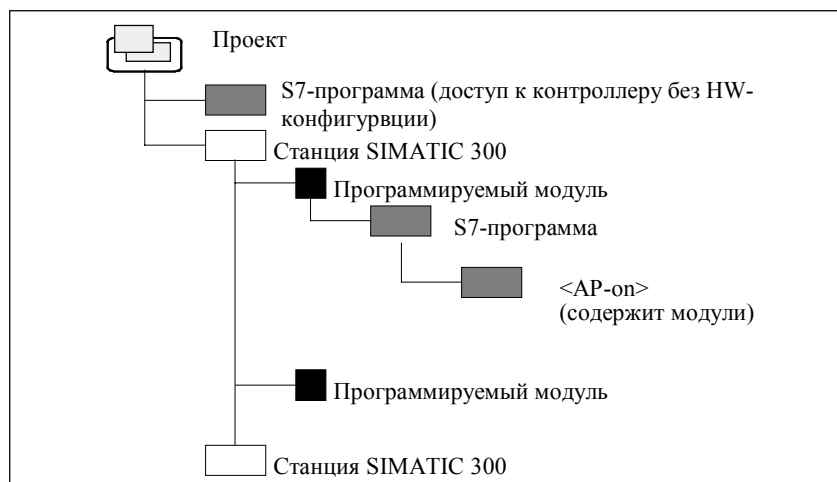 Проект
S7-программа (доступ к контроллеру без HW-
конфигурвции)
Станция SIMATIC 300
Программируемый модуль
S7-программа
<AP-on>
(содержит модули)
Программируемый модуль
Станция SIMATIC 300